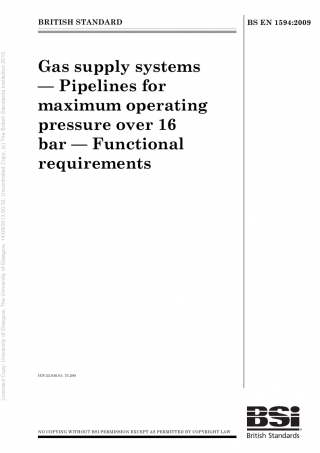 BRITISH STANDARD
BS EN 1594:2009
Gas supply systems
— Pipelines for
maximum operating
pressure over 16
bar — Functional
requirements
Licensed Copy: The University of Glasgow, The University of Glasgow, 14/09/2010 00:30, Uncontrolled Copy, (c) The British Standards Institution 2010
ICS 23.040.01; 75.200
NO COPYING WITHOUT BSI PERMISSION EXCEPT AS PERMITTED BY COPYRIGHT LAW
BSi
British Standards